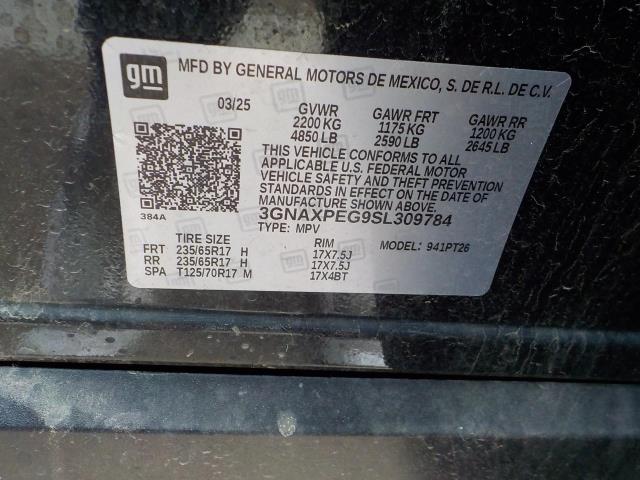 gm
MFD BY GENERAL MOTORS DE MEXICO, S. DE R.L. DE C.V.
03/25 GVWR GAWR FRT GAWR RR
2200 KG 1175 KG 1200 KG
4850 LB 2590 LB 2645 LB
THIS VEHICLE CONFORMS TO ALL
APPLICABLE U.S. FEDERAL MOTOR
VEHICLE SAFETY AND THEFT PREVENTION
STANDARDS IN EFFECT ON THE DATE OF
MANUFACTURE SHOWN ABOVE.
384A 3GNAXPEG9SL309784
TYPE: MPV
TIRE SIZE RIM MODEL: 941PT26
FRT 235/65R17 H 17X7.5J
RR 235/65R17 H 17X7.5J
SPA T125/70R17 M 17X4BT